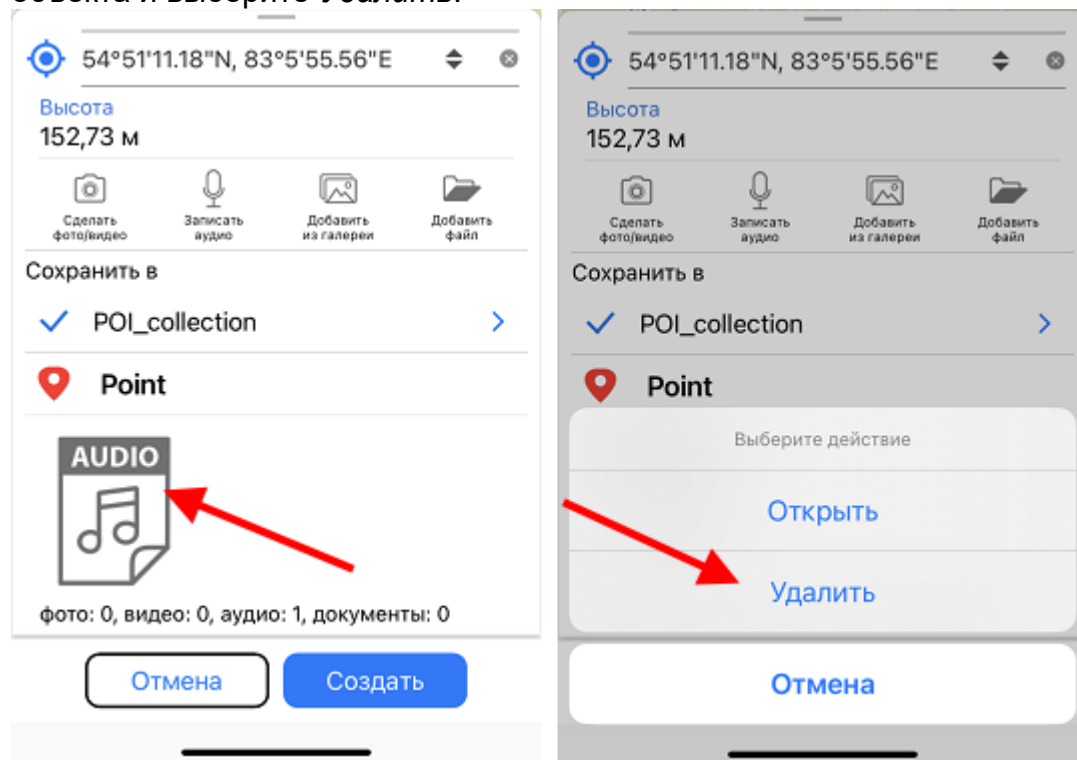 объекта и выберите Удалить.
54°51'11.18"N, 83°5'55.56"E
Высота
152,73 м
Сделать
фото/видео
Записать
аудио
Добавить
из галереи
Добавить
файл
Сохранить в
POI_collection
Point
AUDIO
фото: 0, видео: 0, аудио: 1, документы: 0
Отмена
Создать
54°51'11.18"N, 83°5'55.56"E
Высота
152,73 м
Сделать
фото/видео
Записать
аудио
Добавить
из галереи
Добавить
файл
Сохранить в
POI_collection
Point
Выберите действие
Открыть
Удалить
Отмена